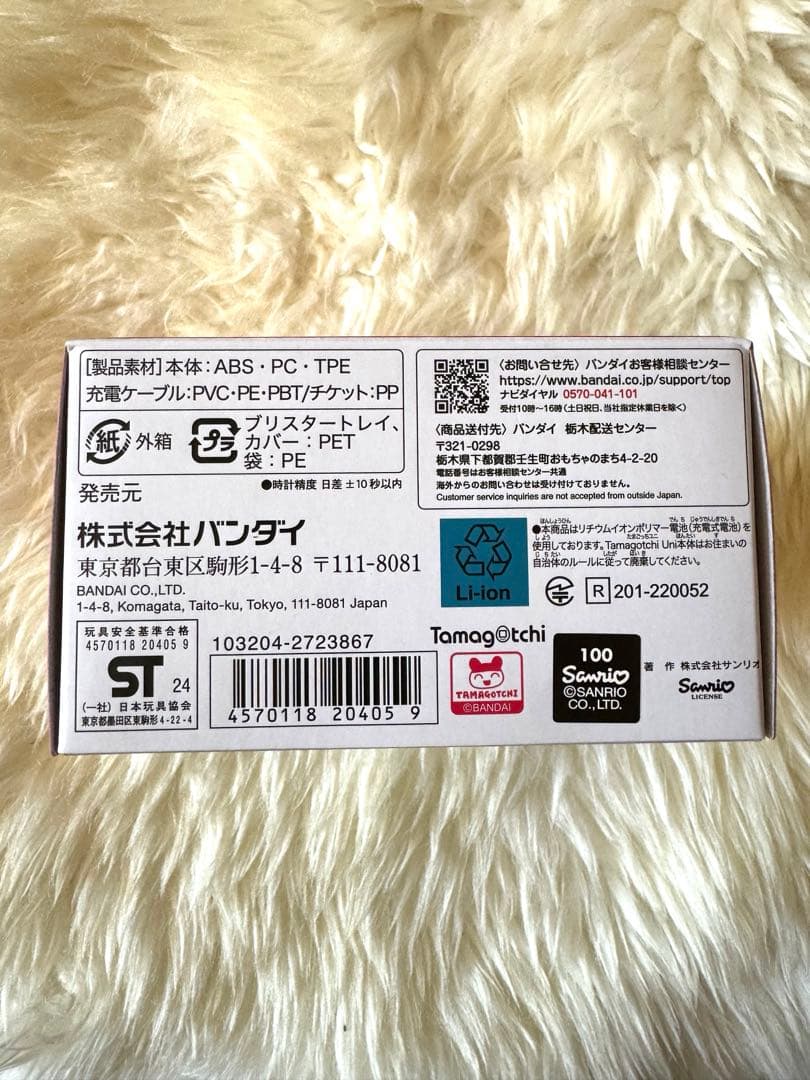 [製品素材]本体：ABS・PC・TPE
充電ケーブル：PVC・PE・PBT/チケット：PP
紙 外箱
プラ ブリスタートレイ、
カバー：PET
袋：PE
発売元
●時計精度 日差 ±10 秒以内
株式会社バンダイ
東京都台東区駒形1-4-8 〒111-8081
BANDAI CO.,LTD.
1-4-8, Komagata, Taito-ku, Tokyo, 111-8081 Japan
玩具安全基準合格
4570118 20405 9
ST 24
(一社) 日本玩具協会
東京都墨田区東駒形4-22-4
103204-2723867
4570118 204059
〈お問い合せ先〉バンダイお客様相談センター
https://www.bandai.co.jp/support/top
ナビダイヤル 0570-041-101
受付10時～16時(土日祝日、当社指定休業日を除く)
〈商品送付先〉バンダイ 栃木配送センター
〒321-0298
栃木県下都賀郡壬生町おもちゃのまち4-2-20
電話番号はお客様相談センター共通
海外からのお問い合せは受け付けておりません。
Customer service inquiries are not accepted from outside Japan.
Li-ion
●本商品はリチウムイオンポリマー電池(充電式電池)を
使用しております。Tamagotchi Uni本体はお住まいの
自治体のルールに従って廃棄してください。
R 201-220052
Tamagotchi
TAMAGOTCHI
©BANDAI
100
Sanrio
©SANRIO
CO., LTD.
著 作 株式会社サンリオ
Sanrio
LICENSE